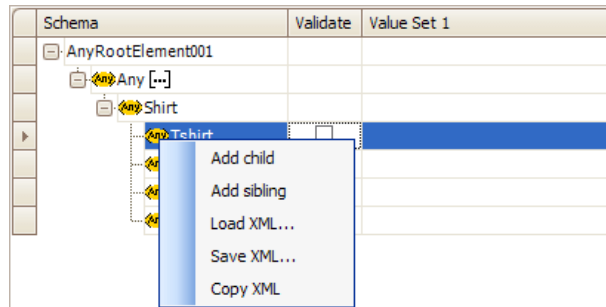 Schema Validate Value Set 1
AnyRootElement001
Any Any [...]
Any Shirt
Any Tshirt
Add child
Add sibling
Load XML...
Save XML...
Copy XML